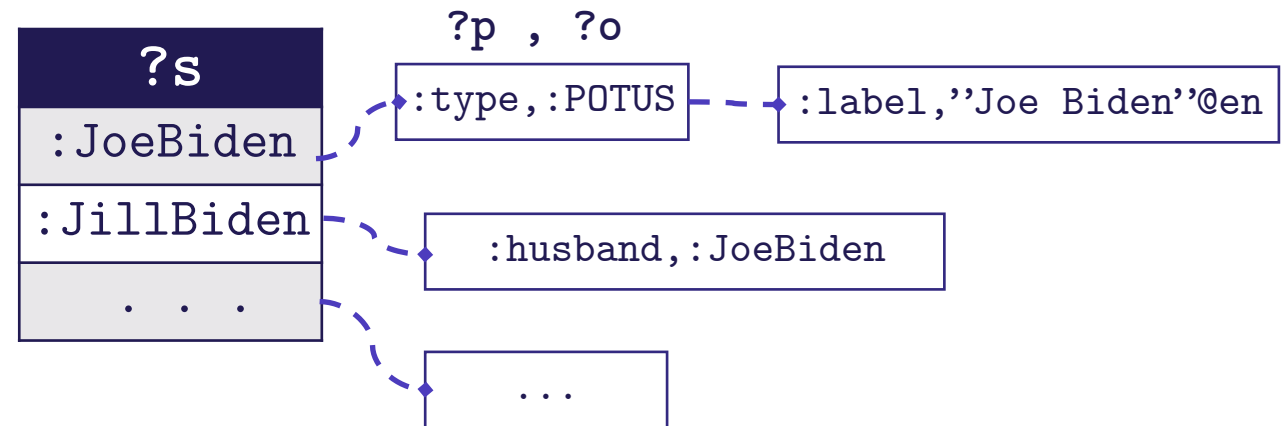 ?p , ?o
?s
:type,:POTUS
:label,”Joe Biden”@en
:JoeBiden
:JillBiden
:husband,:JoeBiden
. . .
...